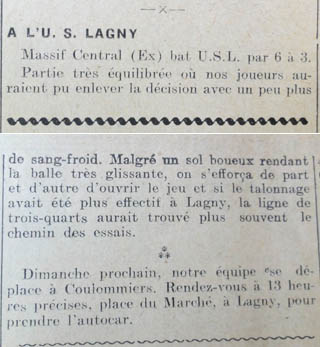 A L'U. S. LAGNY
Massif Central (Ex) bat U.S.L. par 6 à 3.
Partie très équilibrée où nos joueurs au-
raient pu enlever la décision avec un peu plus
de sang-froid. Malgré un sol boueux rendant
la balle très glissante, on s'efforça de part
et d'autre d'ouvrir le jeu et si le talonnage
avait été plus effectif à Lagny, la ligne de
trois-quarts aurait trouvé plus souvent le
chemin des essais.
Dimanche prochain, notre équipe se dé-
place à Coulommiers. Rendez-vous à 13 heu-
res précises, place du Marché, à Lagny, pour
prendre l'autocar.